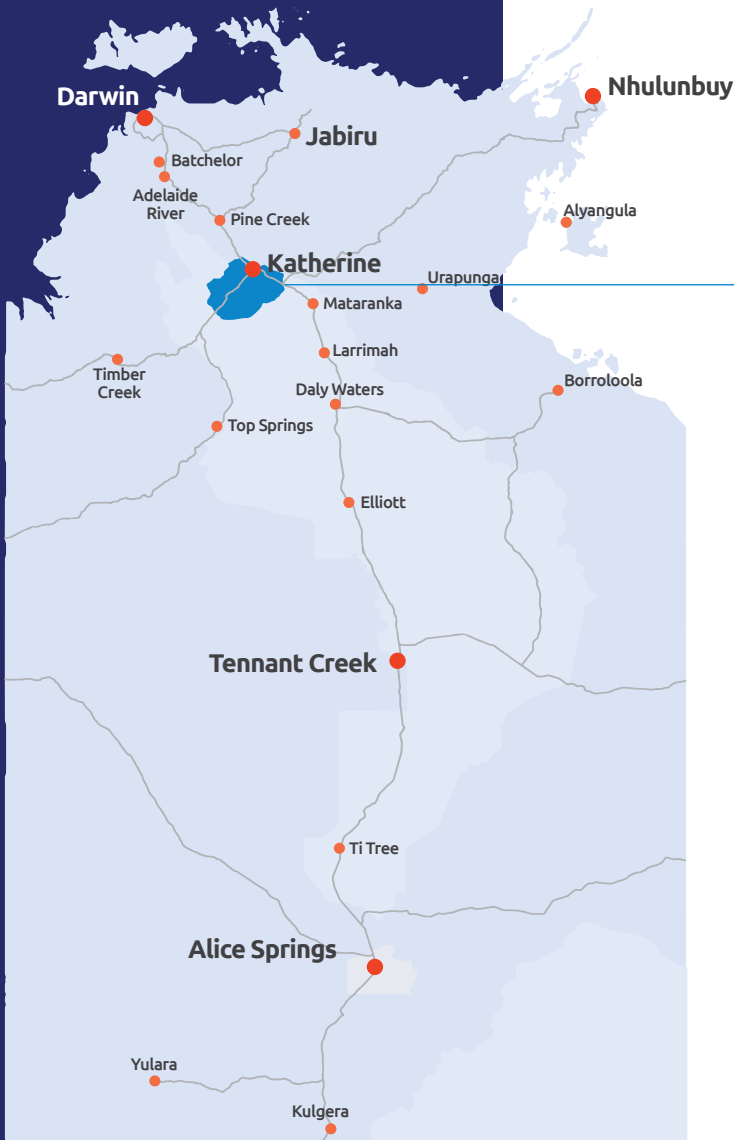 Nhulunbuy
Darwin
Jabiru
Batchelor
Adelaide
River
Alyangula
Pine Creek
Katherine
Urapunga
Mataranka
Larrimah
Timber
Creek
Daly Waters
Borroloola
Top Springs
Elliott
Tennant Creek
Ti Tree
Alice Springs
Yulara
Kulgera